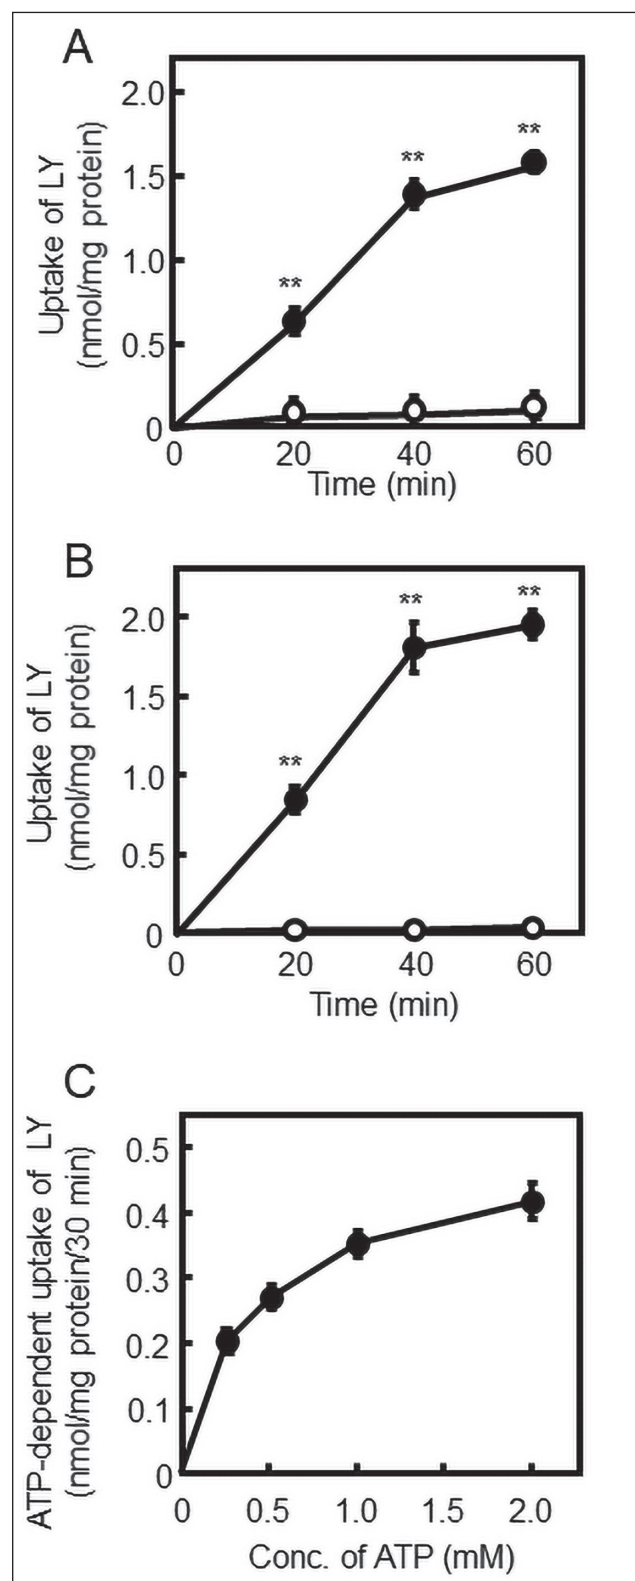 A
Uptake of LY
(nmol/mg protein)
2.0
1.5
1.0
0.5
0
**
**
**
0 20 40 60
Time (min)
B
Uptake of LY
(nmol/mg protein)
2.0
1.5
1.0
0.5
0
**
**
**
0 20 40 60
Time (min)
C
ATP-dependent uptake of LY
(nmol/mg protein/30 min)
0.5
0.4
0.3
0.2
0.1
0
0 0.5 1.0 1.5 2.0
Conc. of ATP (mM)